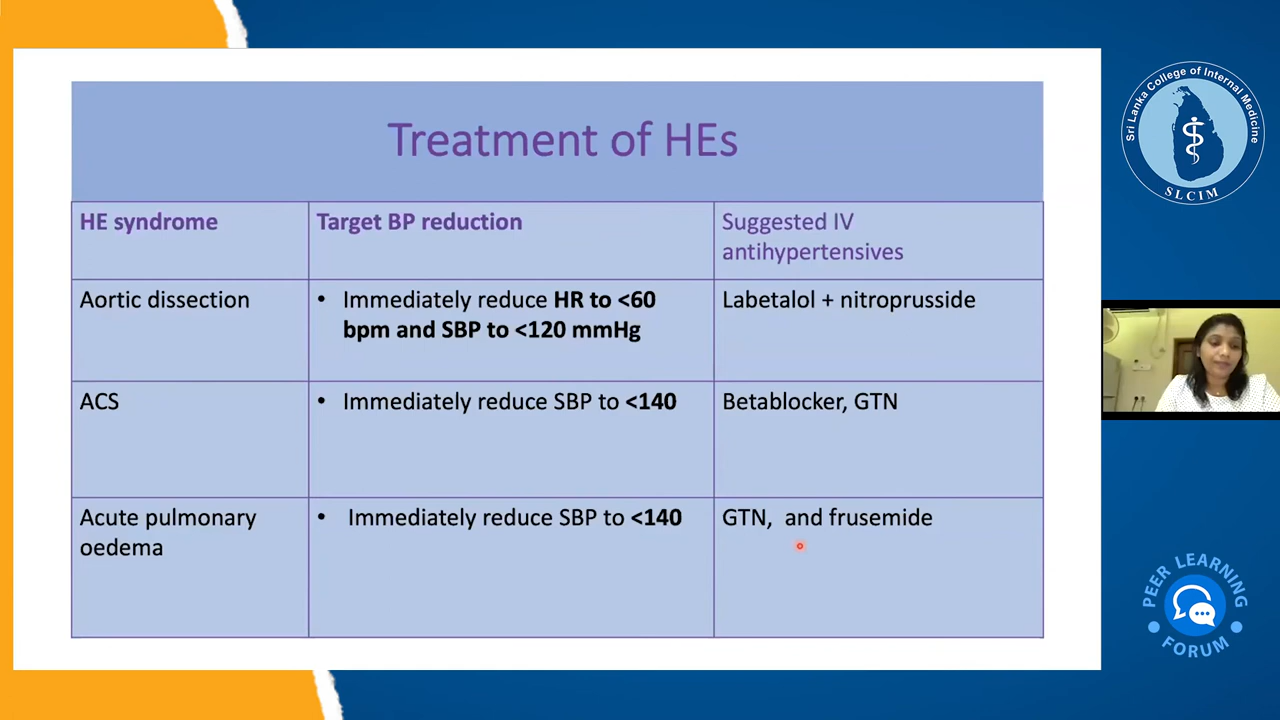 Treatment of HEs
HE syndrome
Target BP reduction
Suggested IV
antihypertensives
Aortic dissection
• Immediately reduce HR to <60
bpm and SBP to <120 mmHg
Labetalol + nitroprusside
ACS
• Immediately reduce SBP to <140
Betablocker, GTN
Acute pulmonary
oedema
• Immediately reduce SBP to <140
GTN, and frusemide
Sri Lanka College of Internal Medicine
SLCIM
PEER LEARNING
FORUM